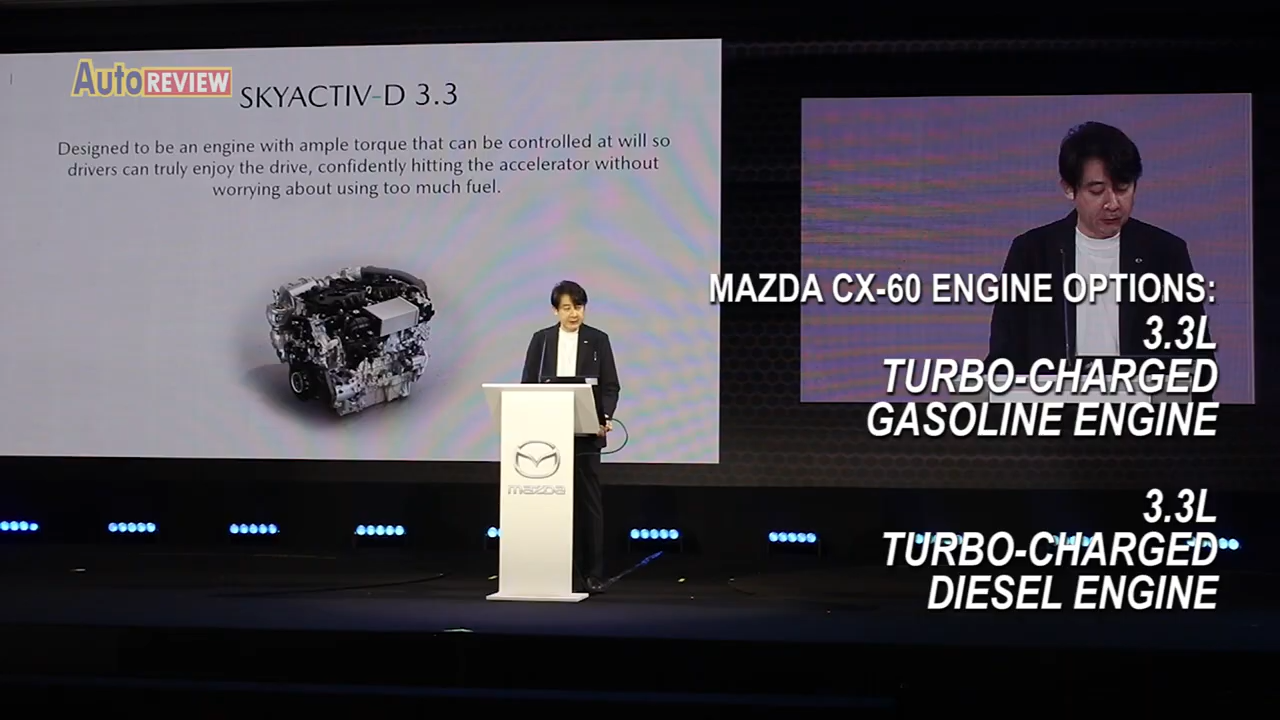 AutoREVIEW
SKYACTIV-D 3.3
Designed to be an engine with ample torque that can be controlled at will so
drivers can truly enjoy the drive, confidently hitting the accelerator without
worrying about using too much fuel.
MAZDA CX-60 ENGINE OPTIONS:
3.3L
TURBO-CHARGED
GASOLINE ENGINE
3.3L
TURBO-CHARGED
DIESEL ENGINE
mazda